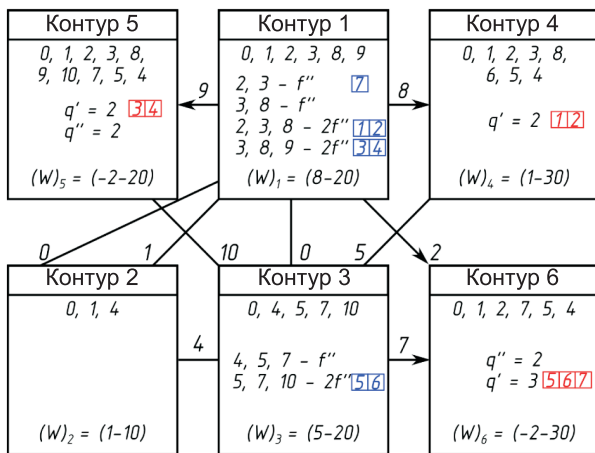 Контур 5
0, 1, 2, 3, 8,
9, 10, 7, 5, 4
q' = 2 3 4
q'' = 2
(W)₅ = (-2-20)
9
Контур 1
0, 1, 2, 3, 8, 9
2, 3 - f'' 7
3, 8 - f''
2, 3, 8 - 2f'' 1 2
3, 8, 9 - 2f'' 3 4
(W)₁ = (8-20)
8
Контур 4
0, 1, 2, 3, 8,
6, 5, 4
q' = 2 1 2
(W)₄ = (1-30)
0 1 10 0 5 2
Контур 2
0, 1, 4
(W)₂ = (1-10)
4
Контур 3
0, 4, 5, 7, 10
4, 5, 7 - f''
5, 7, 10 - 2f'' 5 6
(W)₃ = (5-20)
7
Контур 6
0, 1, 2, 7, 5, 4
q'' = 2
q' = 3 5 6 7
(W)₆ = (-2-30)